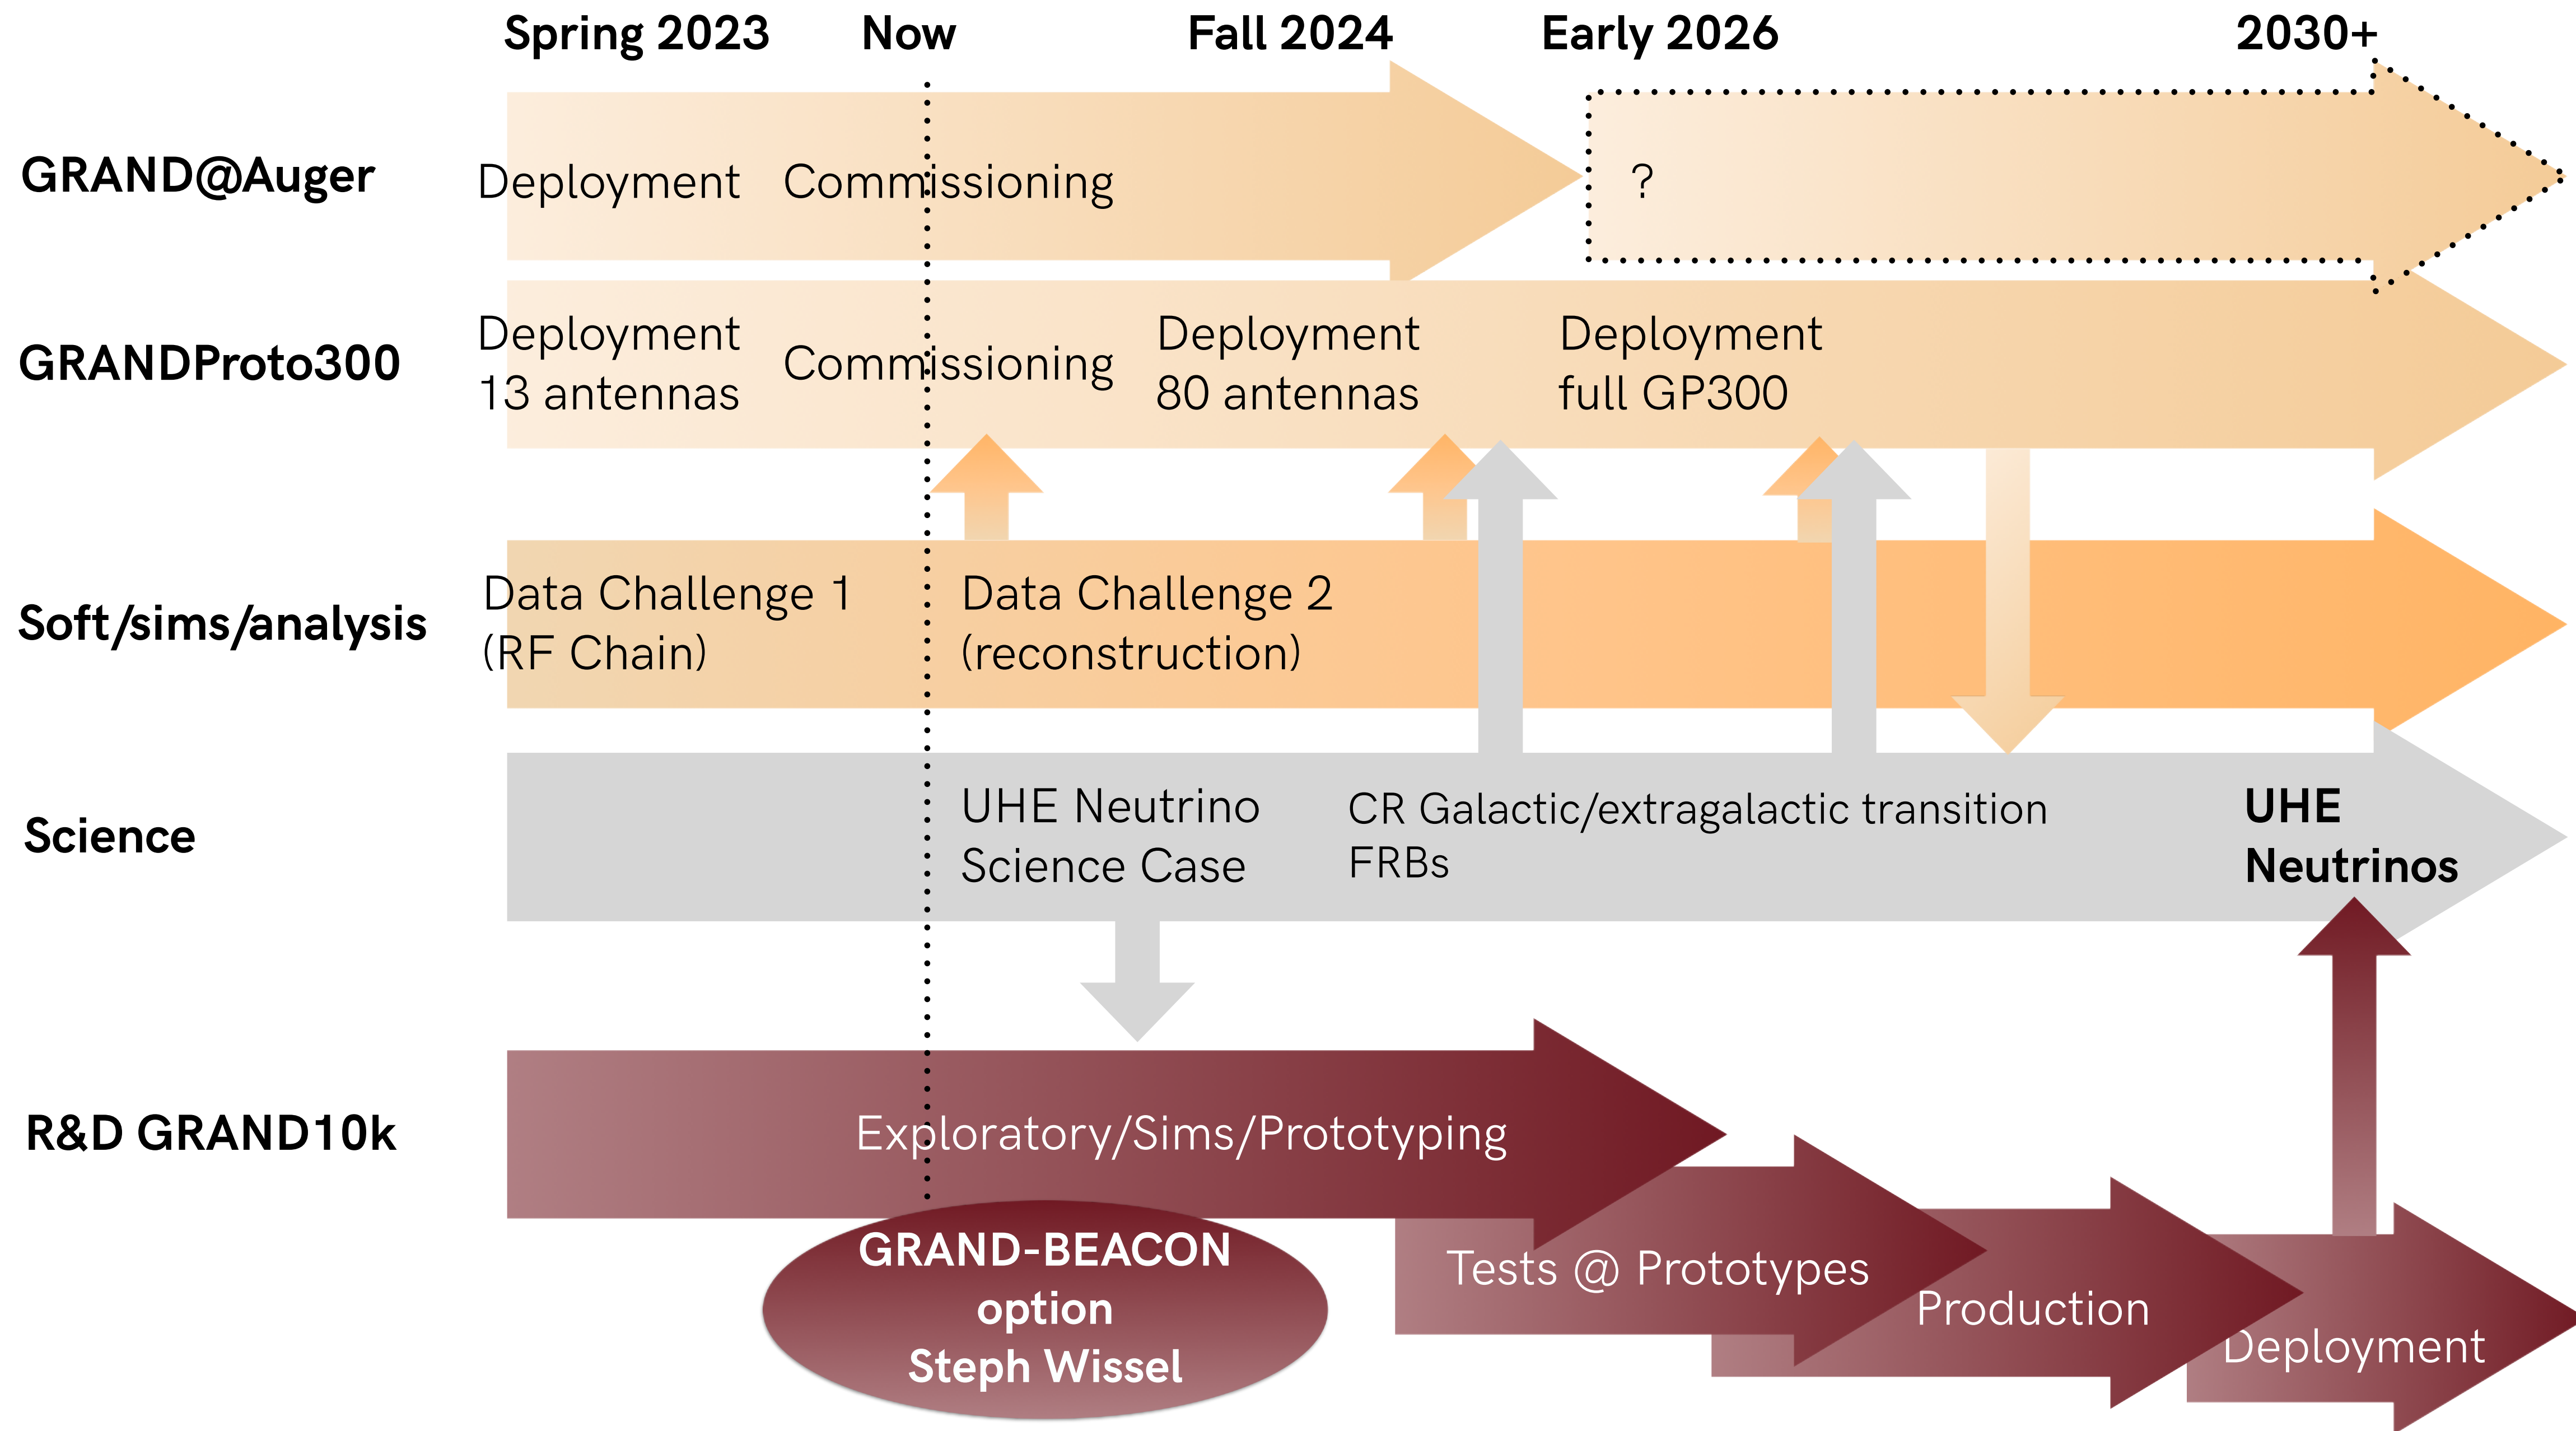 Spring 2023 Now Fall 2024 Early 2026 2030+
GRAND@Auger
Deployment Commissioning ?
GRANDProto300
Deployment
13 antennas
Commissioning
Deployment
80 antennas
Deployment
full GP300
Soft/sims/analysis
Data Challenge 1
(RF Chain)
Data Challenge 2
(reconstruction)
Science
UHE Neutrino
Science Case
CR Galactic/extragalactic transition
FRBs
UHE
Neutrinos
R&D GRAND10k
Exploratory/Sims/Prototyping
GRAND-BEACON
option
Steph Wissel
Tests @ Prototypes
Production
Deployment